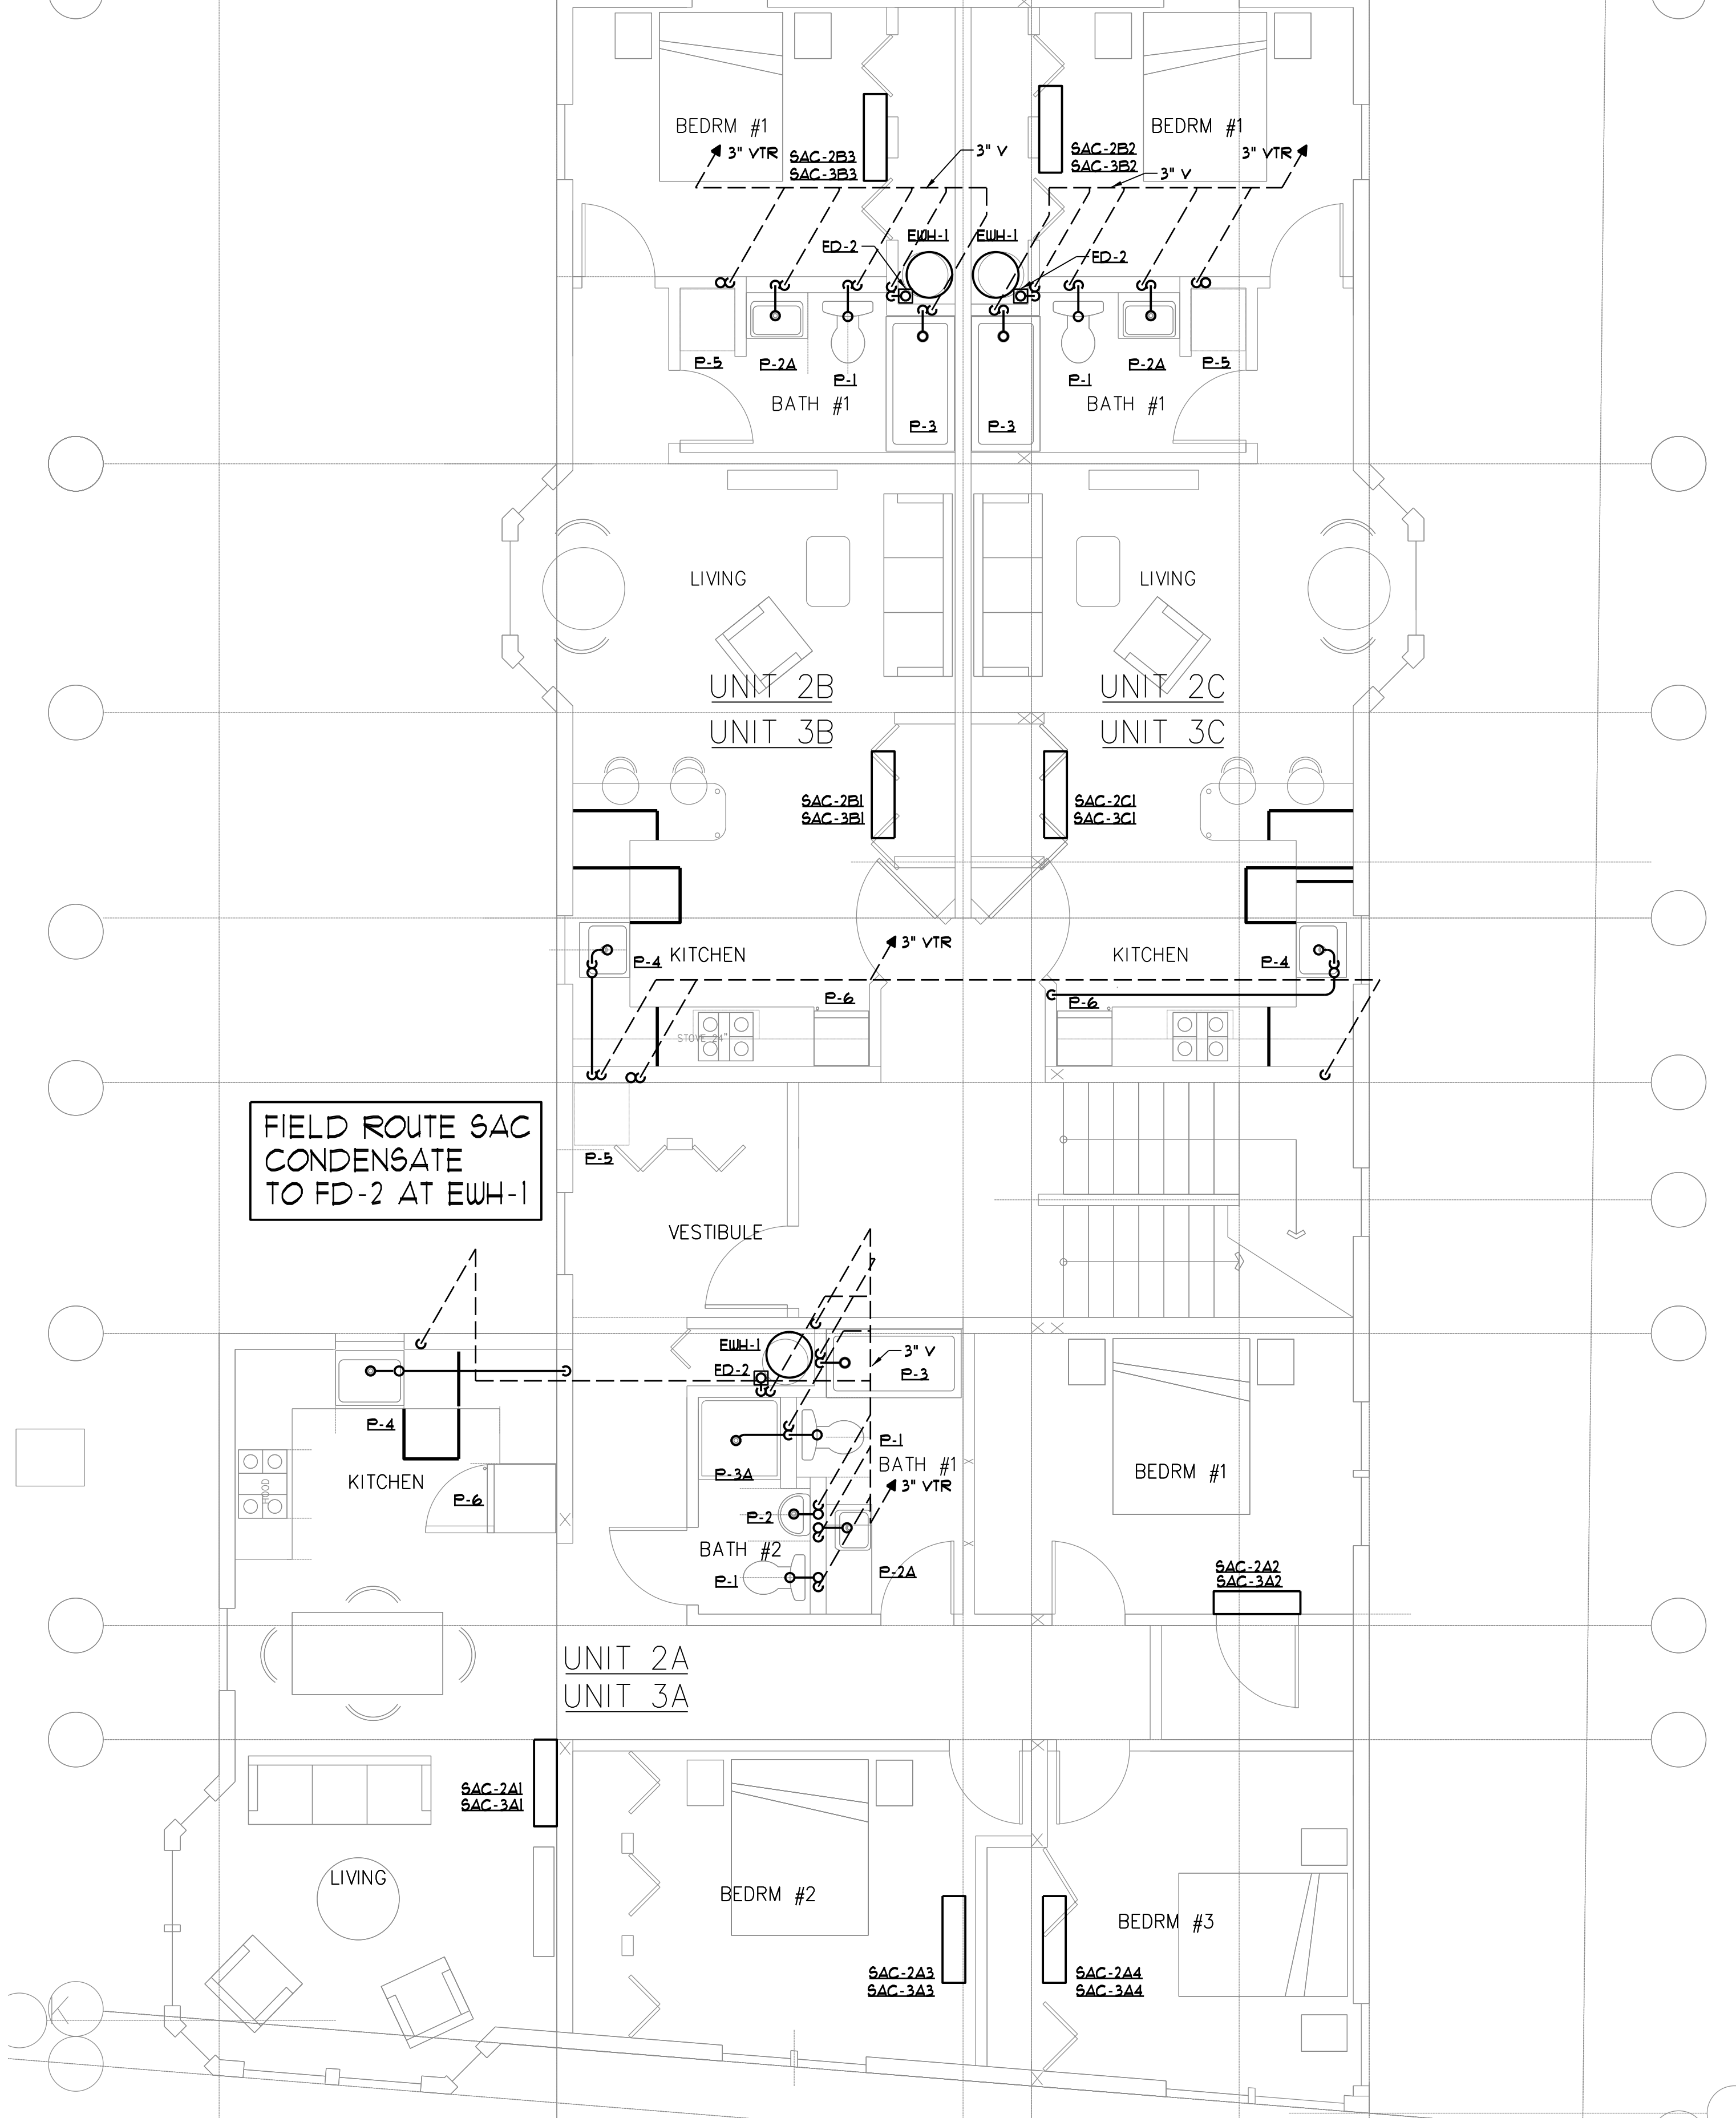 BEDRM #1
BEDRM #1
3" VTR
SAC-2B3
SAC-3B3
3" V
SAC-2B2
SAC-3B2
3" VTR
3" V
EWH-1
EWH-1
FD-2
FD-2
P-5
P-2A
P-1
P-1
P-2A
P-5
BATH #1
BATH #1
P-3
P-3
LIVING
LIVING
UNIT 2B
UNIT 3B
UNIT 2C
UNIT 3C
SAC-2B1
SAC-3B1
SAC-2C1
SAC-3C1
3" VTR
KITCHEN
P-4
KITCHEN
P-4
P-6
P-6
STOVE 24"
FIELD ROUTE SAC
CONDENSATE
TO FD-2 AT EWH-1
P-5
VESTIBULE
EWH-1
FD-2
3" V
P-3
P-4
P-1
BATH #1
P-3A
3" VTR
KITCHEN
HOOD
P-6
P-2
BATH #2
P-1
P-2A
BEDRM #1
SAC-2A2
SAC-3A2
UNIT 2A
UNIT 3A
SAC-2A1
SAC-3A1
LIVING
BEDRM #2
BEDRM #3
SAC-2A3
SAC-3A3
SAC-2A4
SAC-3A4
K